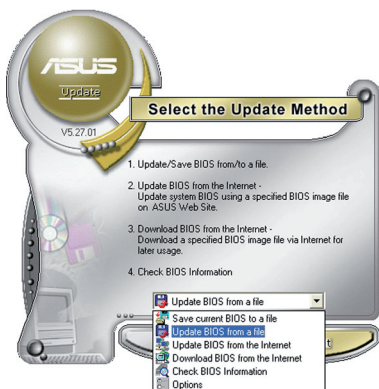 ASUS
Update
V5.27.01
Select the Update Method
1. Update/Save BIOS from/to a file.
2. Update BIOS from the Internet -
Update system BIOS using a specified BIOS image file
on ASUS Web Site.
3. Download BIOS from the Internet -
Download a specified BIOS image file via Internet for
later usage.
4. Check BIOS Information
Update BIOS from a file
Save current BIOS to a file
Update BIOS from a file
Update BIOS from the Internet
Download BIOS from the Internet
Check BIOS Information
Options